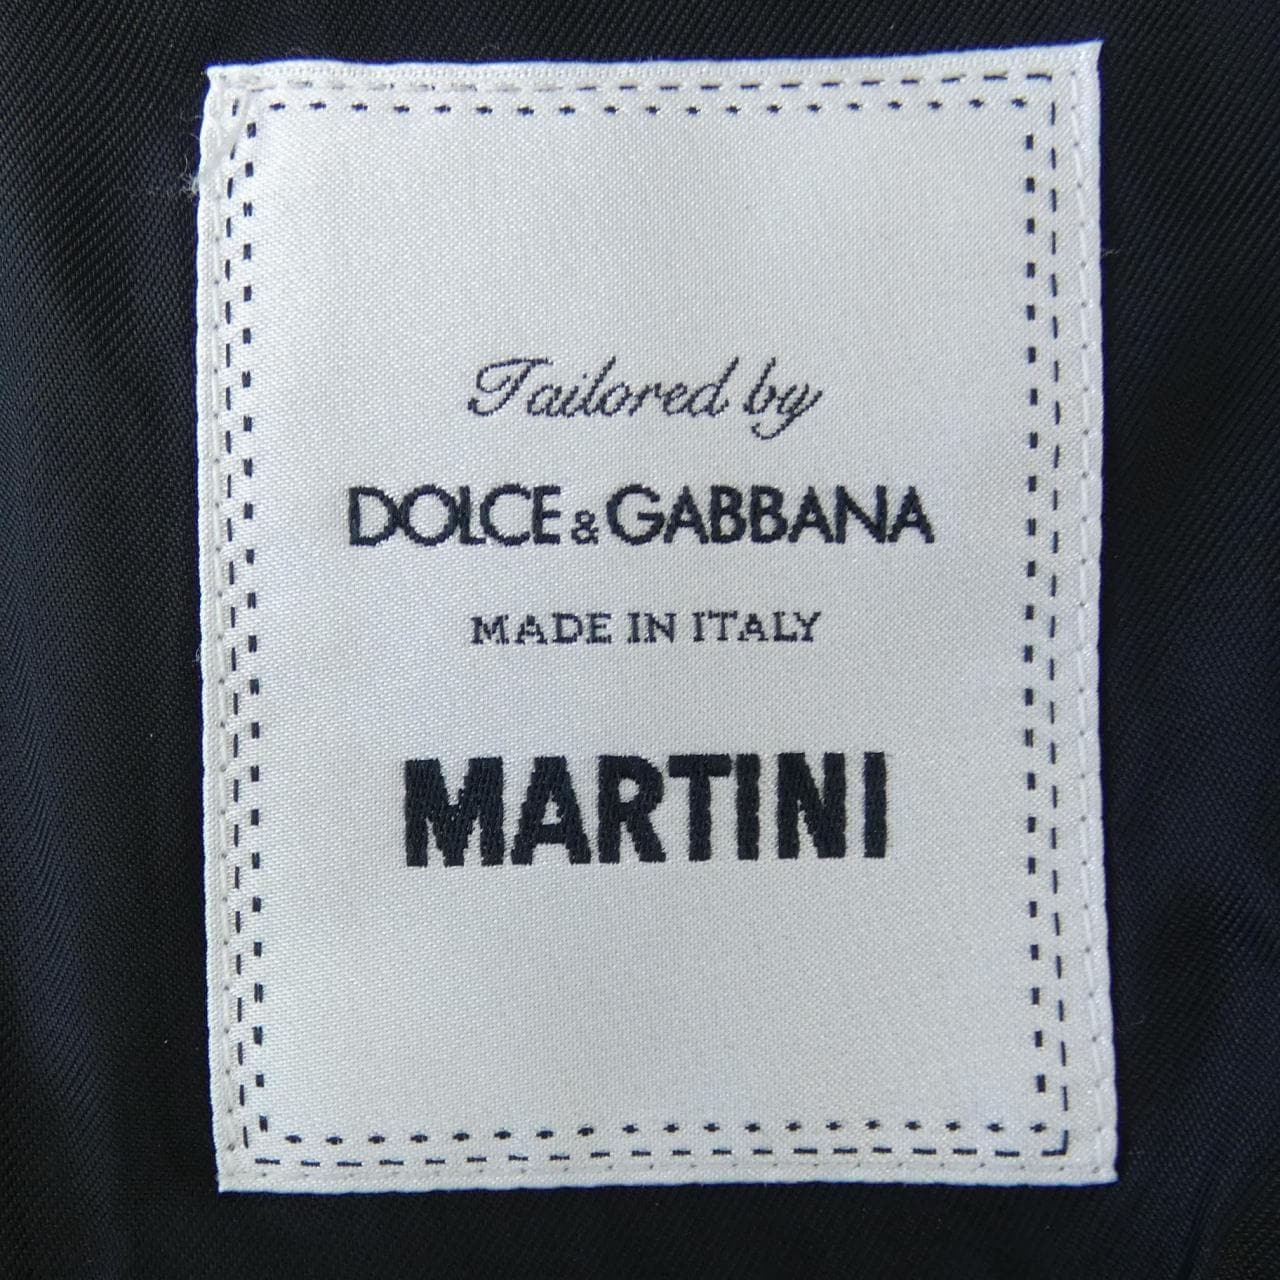 Tailored by
DOLCE & GABBANA
MADE IN ITALY
MARTINI